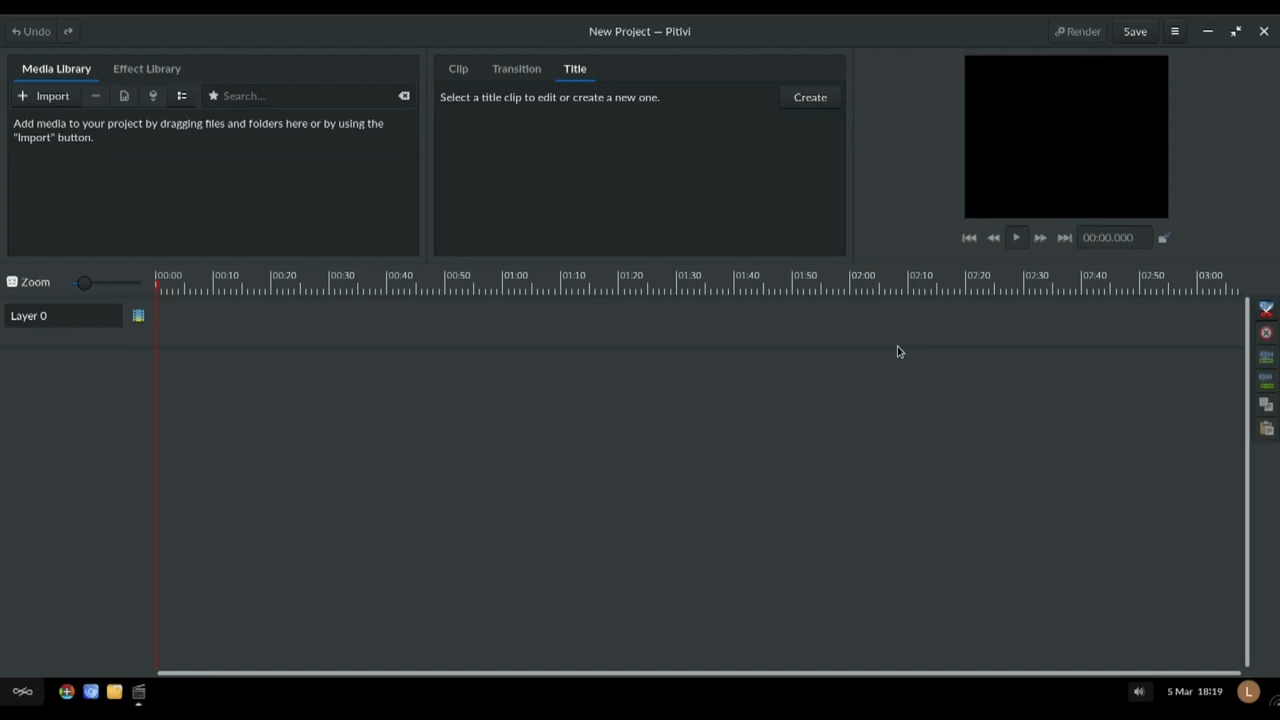 Undo
New Project — Pitivi
Render
Save
Media Library
Effect Library
Import
Search...
Add media to your project by dragging files and folders here or by using the
"Import" button.
Clip
Transition
Title
Select a title clip to edit or create a new one.
Create
00:00.000
Zoom
00:00
00:10
00:20
00:30
00:40
00:50
01:00
01:10
01:20
01:30
01:40
01:50
02:00
02:10
02:20
02:30
02:40
02:50
03:00
Layer 0
5 Mar 18:19
L